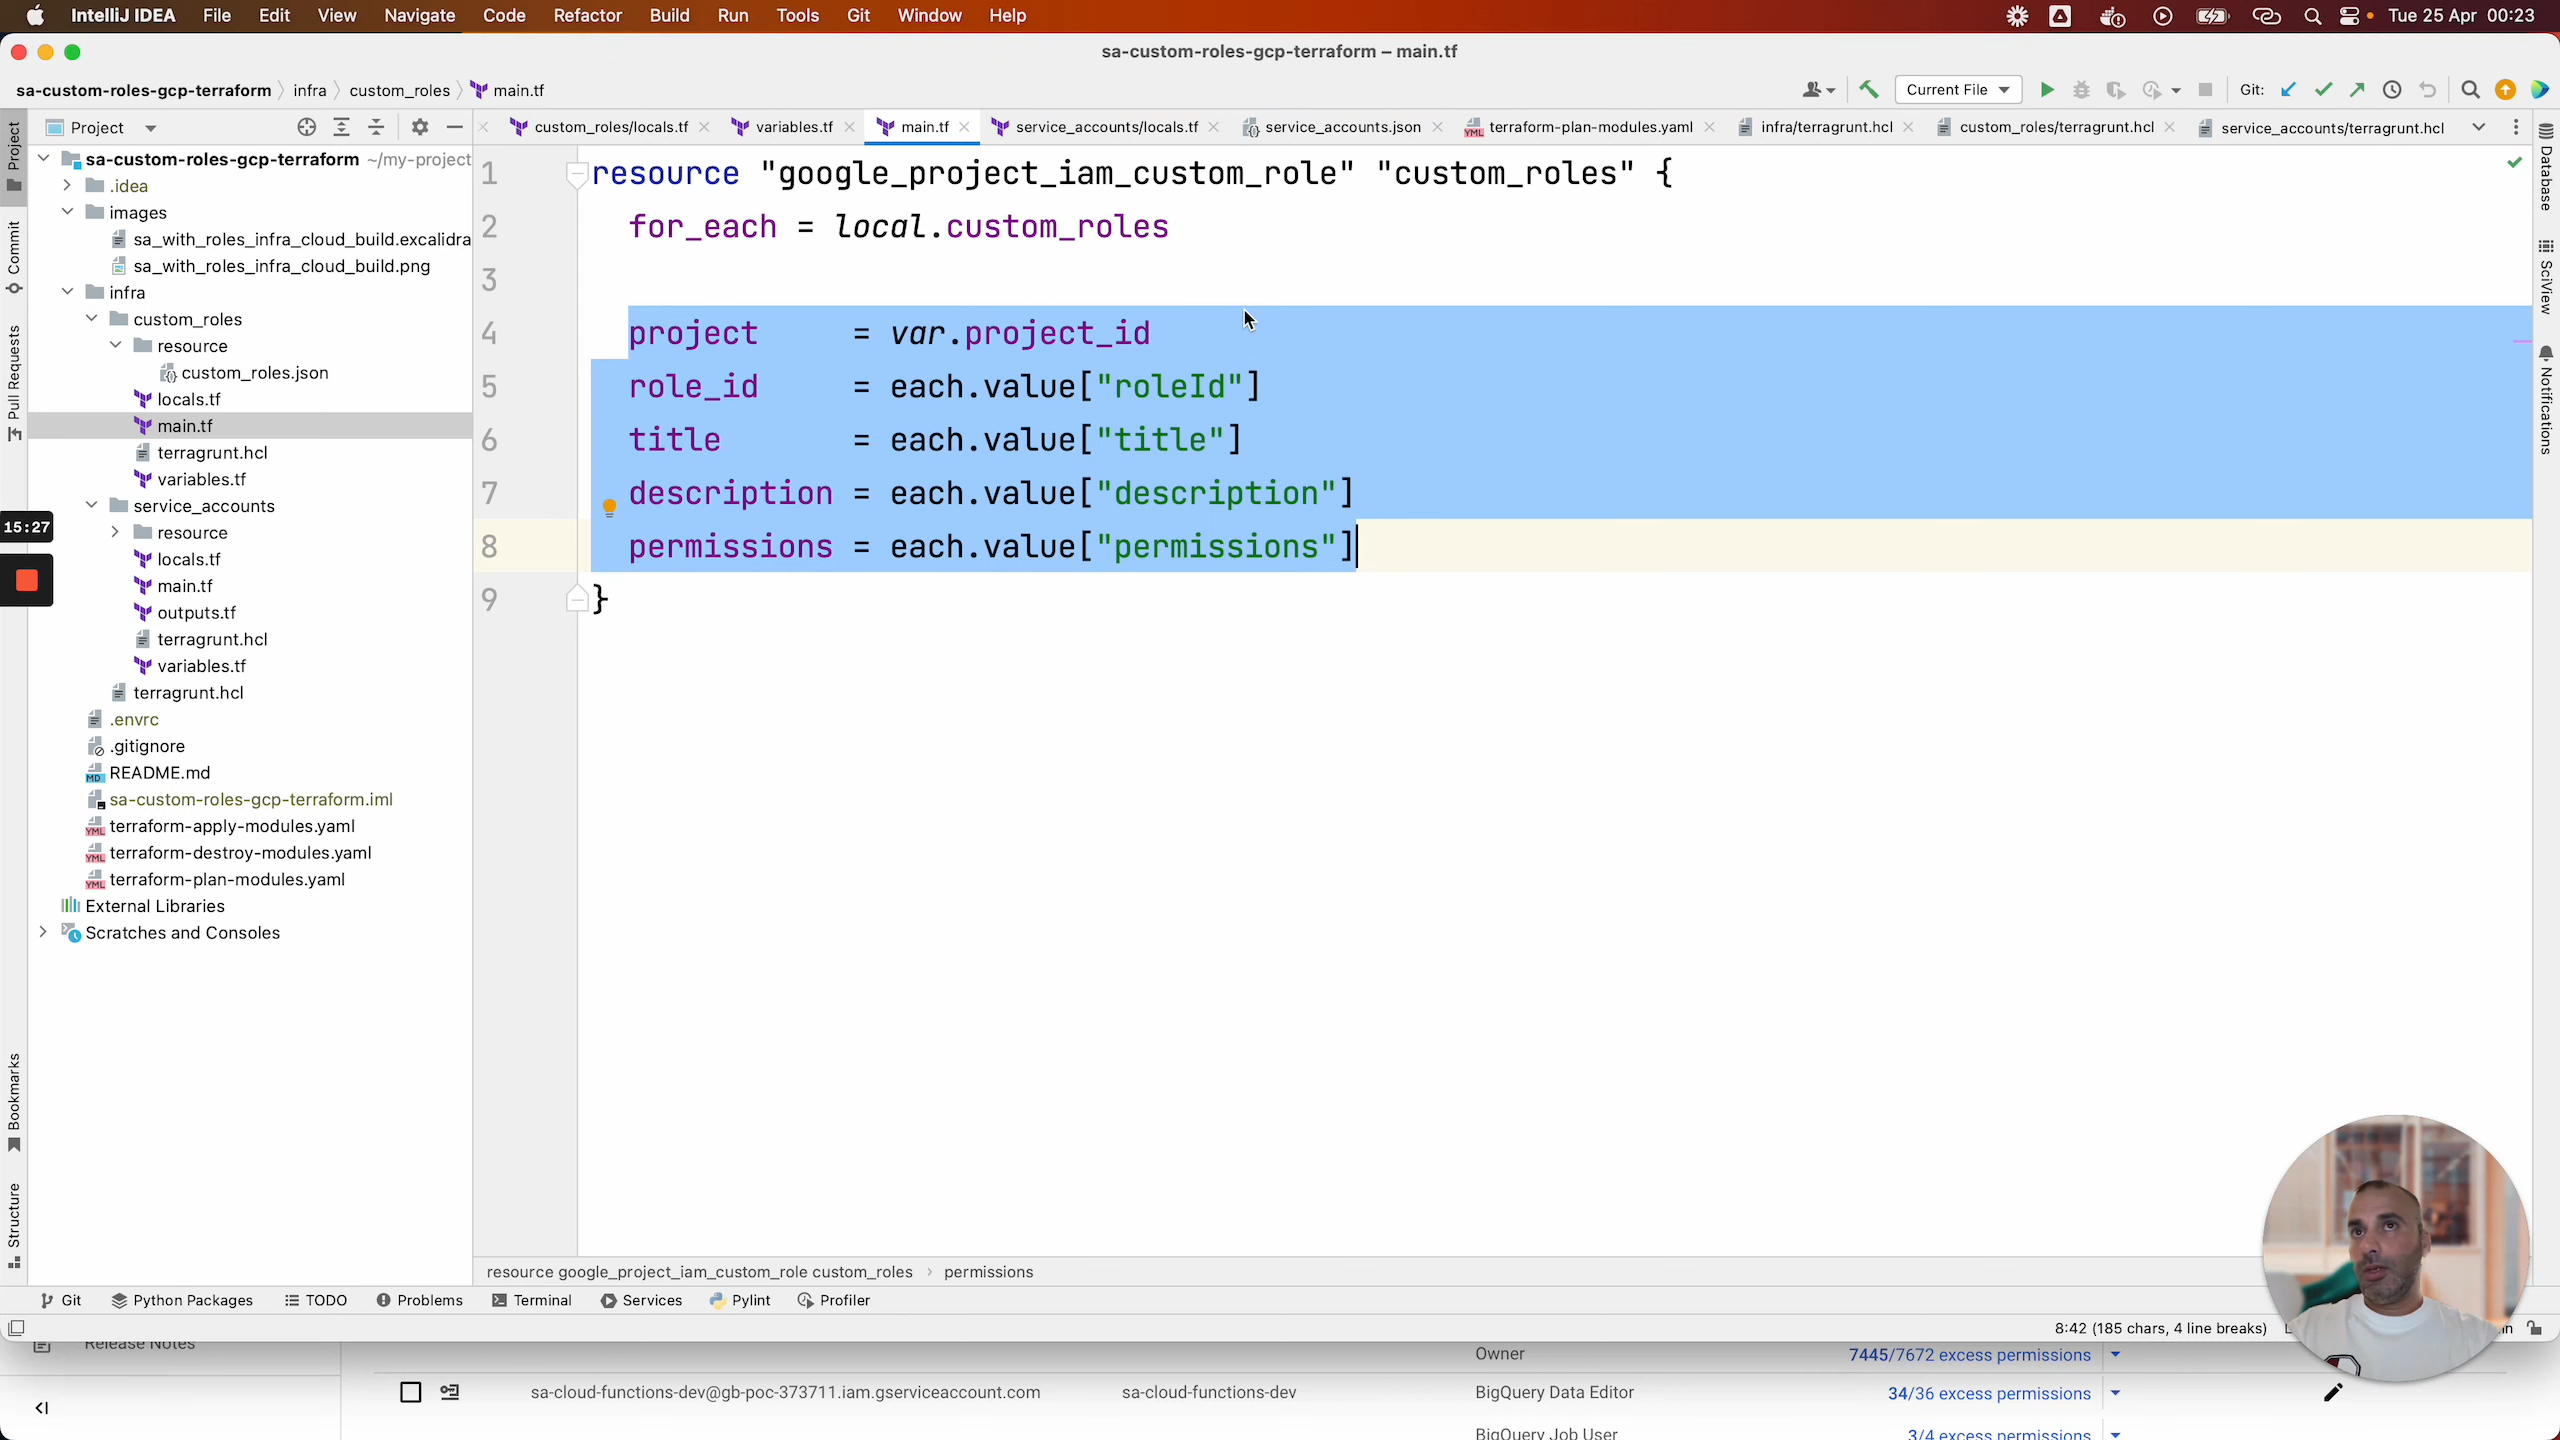 IntelliJ IDEA File Edit View Navigate Code Refactor Build Run Tools Git Window Help Tue 25 Apr 00:23
sa-custom-roles-gcp-terraform – main.tf
sa-custom-roles-gcp-terraform infra custom_roles main.tf Current File Git:
Project
custom_roles/locals.tf variables.tf main.tf service_accounts/locals.tf service_accounts.json terraform-plan-modules.yaml infra/terragrunt.hcl custom_roles/terragrunt.hcl service_accounts/terragrunt.hcl
Project
Commit
Pull Requests
Bookmarks
Structure
sa-custom-roles-gcp-terraform ~/my-project
.idea
images
sa_with_roles_infra_cloud_build.excalidra
sa_with_roles_infra_cloud_build.png
infra
custom_roles
resource
custom_roles.json
locals.tf
main.tf
terragrunt.hcl
variables.tf
service_accounts
resource
locals.tf
main.tf
outputs.tf
terragrunt.hcl
variables.tf
terragrunt.hcl
.envrc
.gitignore
README.md
sa-custom-roles-gcp-terraform.iml
terraform-apply-modules.yaml
terraform-destroy-modules.yaml
terraform-plan-modules.yaml
External Libraries
Scratches and Consoles
15:27
1 resource "google_project_iam_custom_role" "custom_roles" {
2 for_each = local.custom_roles
3
4 project = var.project_id
5 role_id = each.value["roleId"]
6 title = each.value["title"]
7 description = each.value["description"]
8 permissions = each.value["permissions"]
9 }
Database
SciView
Notifications
resource google_project_iam_custom_role custom_roles › permissions
Git Python Packages TODO Problems Terminal Services Pylint Profiler
8:42 (185 chars, 4 line breaks)
Release Notes
Owner 7445/7672 excess permissions
sa-cloud-functions-dev@gb-poc-373711.iam.gserviceaccount.com sa-cloud-functions-dev BigQuery Data Editor 34/36 excess permissions
BigQuery Job User 3/4 excess permissions